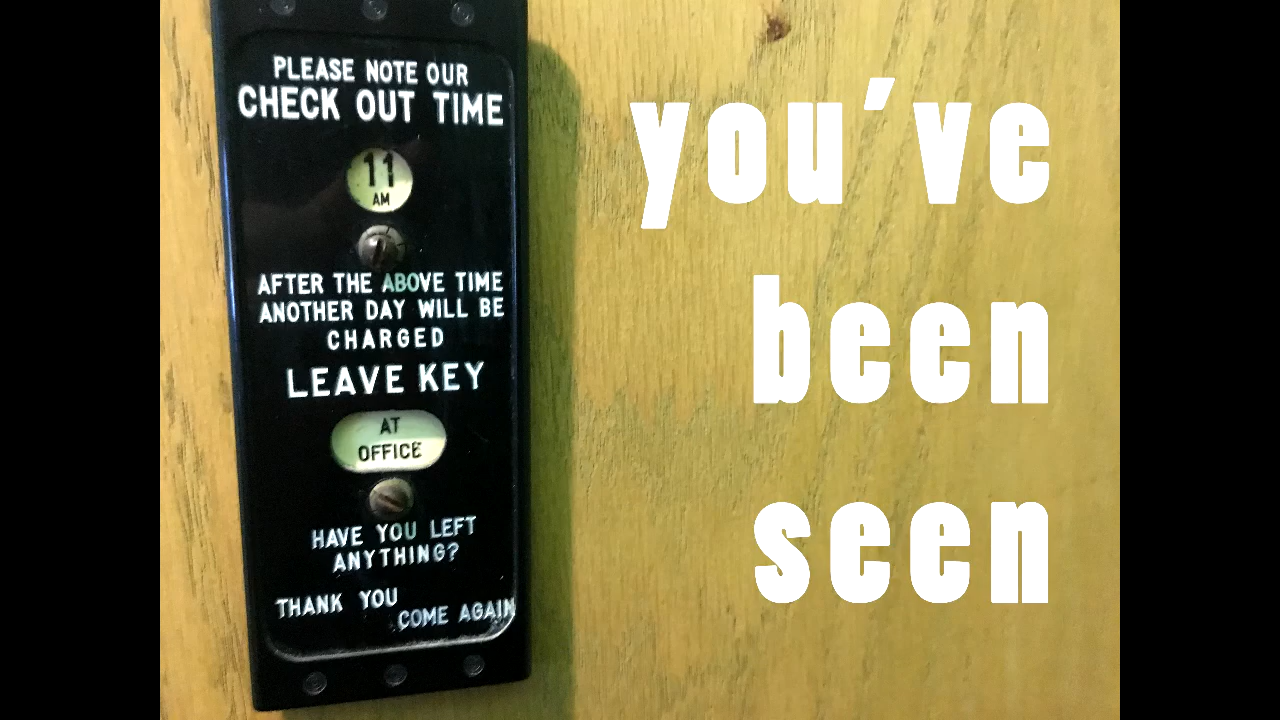 PLEASE NOTE OUR
CHECK OUT TIME
11
AM
AFTER THE ABOVE TIME
ANOTHER DAY WILL BE
CHARGED
LEAVE KEY
AT
OFFICE
HAVE YOU LEFT
ANYTHING?
THANK YOU
COME AGAIN
you've
been
seen